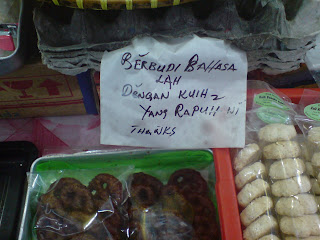 BERBUDI BAHASA
LAH
DENGAN KUIH2
YANG RAPUH NI
THANKS